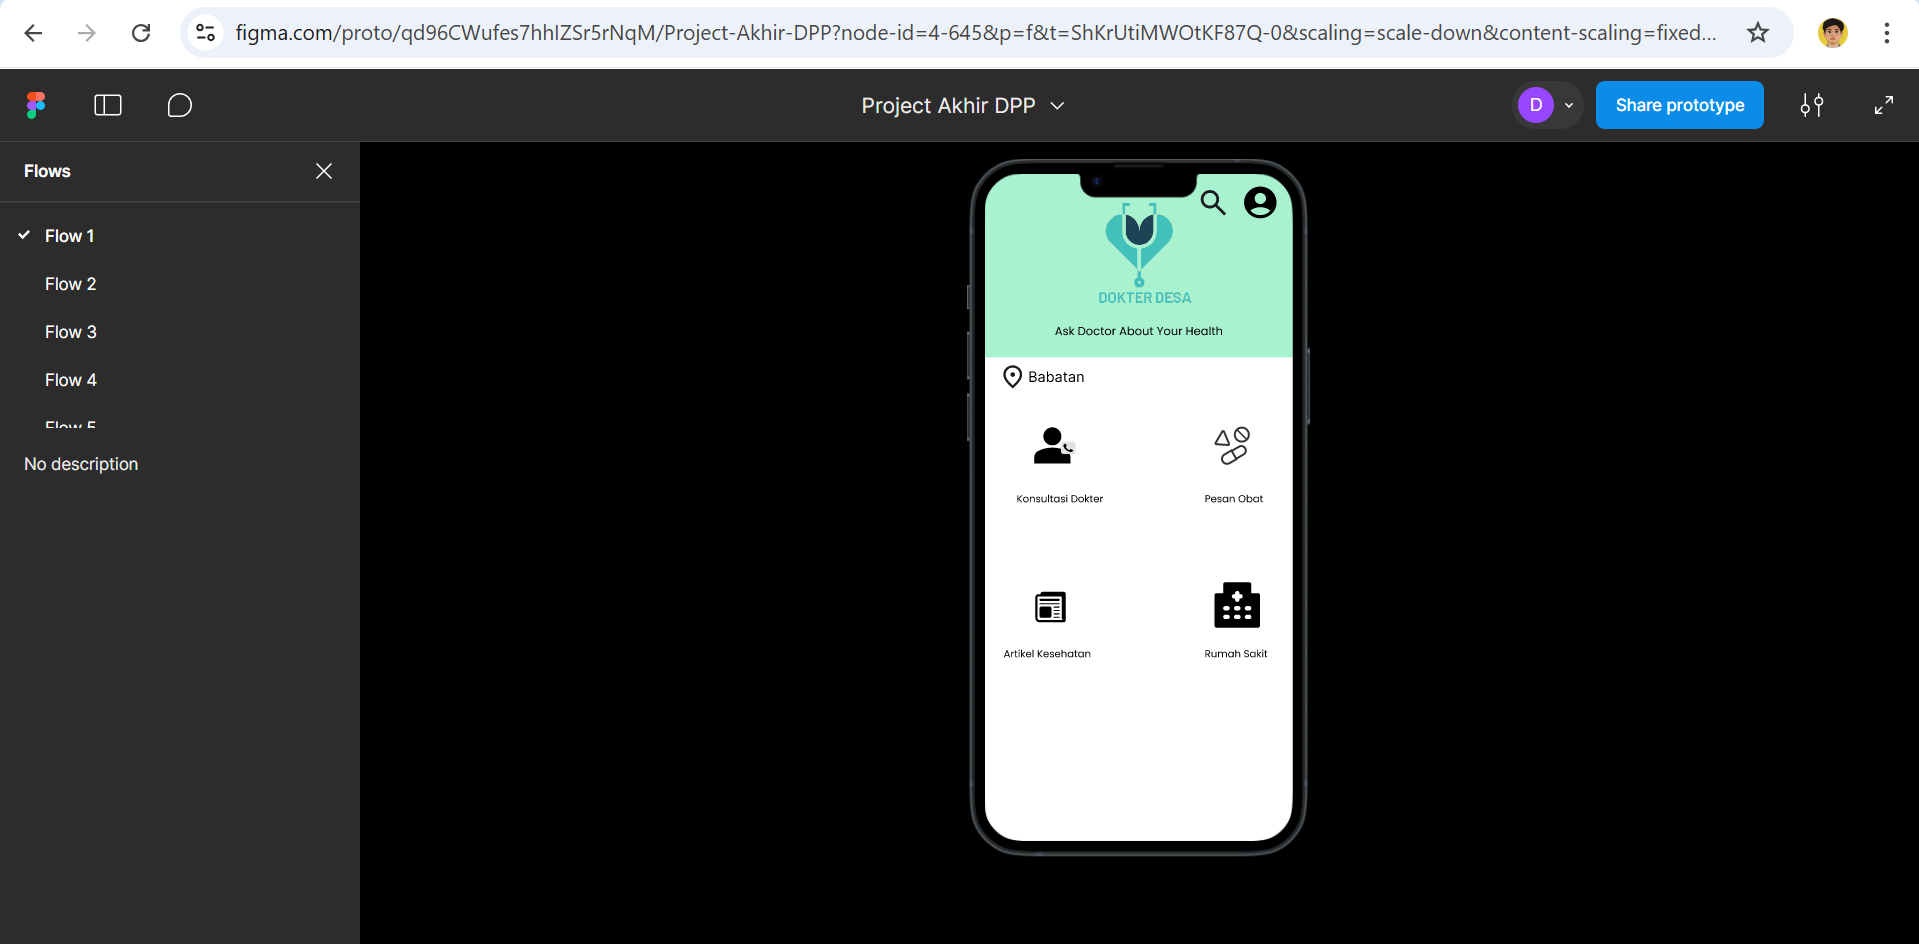 figma.com/proto/qd96CWufes7hhIZSr5rNqM/Project-Akhir-DPP?node-id=4-645&p=f&t=ShKrUtiMWOtKF87Q-0&scaling=scale-down&content-scaling=fixed...
Project Akhir DPP
D
Share prototype
Flows
Flow 1
Flow 2
Flow 3
Flow 4
Flow 5
No description
DOKTER DESA
Ask Doctor About Your Health
Babatan
Konsultasi Dokter
Pesan Obat
Artikel Kesehatan
Rumah Sakit